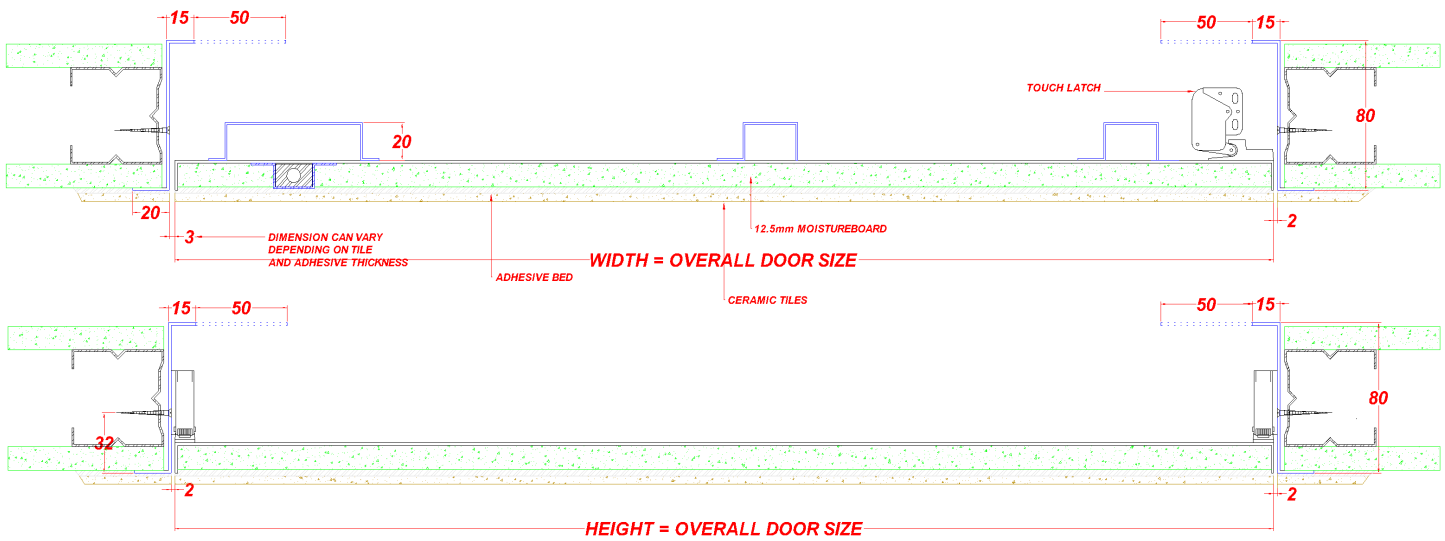 15
50
50
15
TOUCH LATCH
80
20
20
3
DIMENSION CAN VARY
DEPENDING ON TILE
AND ADHESIVE THICKNESS
12.5mm MOISTUREBOARD
2
WIDTH = OVERALL DOOR SIZE
ADHESIVE BED
CERAMIC TILES
15
50
50
15
80
32
2
2
HEIGHT = OVERALL DOOR SIZE